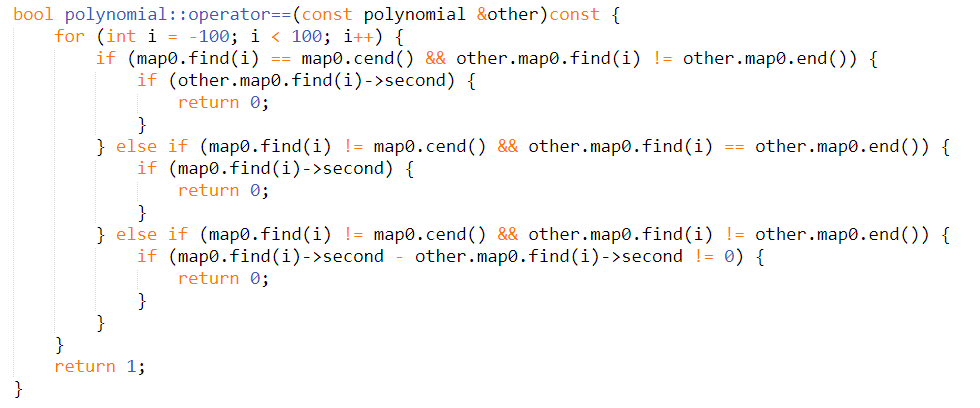 bool polynomial::operator==(const polynomial &other)const {
    for (int i = -100; i < 100; i++) {
        if (map0.find(i) == map0.cend() && other.map0.find(i) != other.map0.end()) {
            if (other.map0.find(i)->second) {
                return 0;
            }
        } else if (map0.find(i) != map0.cend() && other.map0.find(i) == other.map0.end()) {
            if (map0.find(i)->second) {
                return 0;
            }
        } else if (map0.find(i) != map0.cend() && other.map0.find(i) != other.map0.end()) {
            if (map0.find(i)->second - other.map0.find(i)->second != 0) {
                return 0;
            }
        }
    }
    return 1;
}